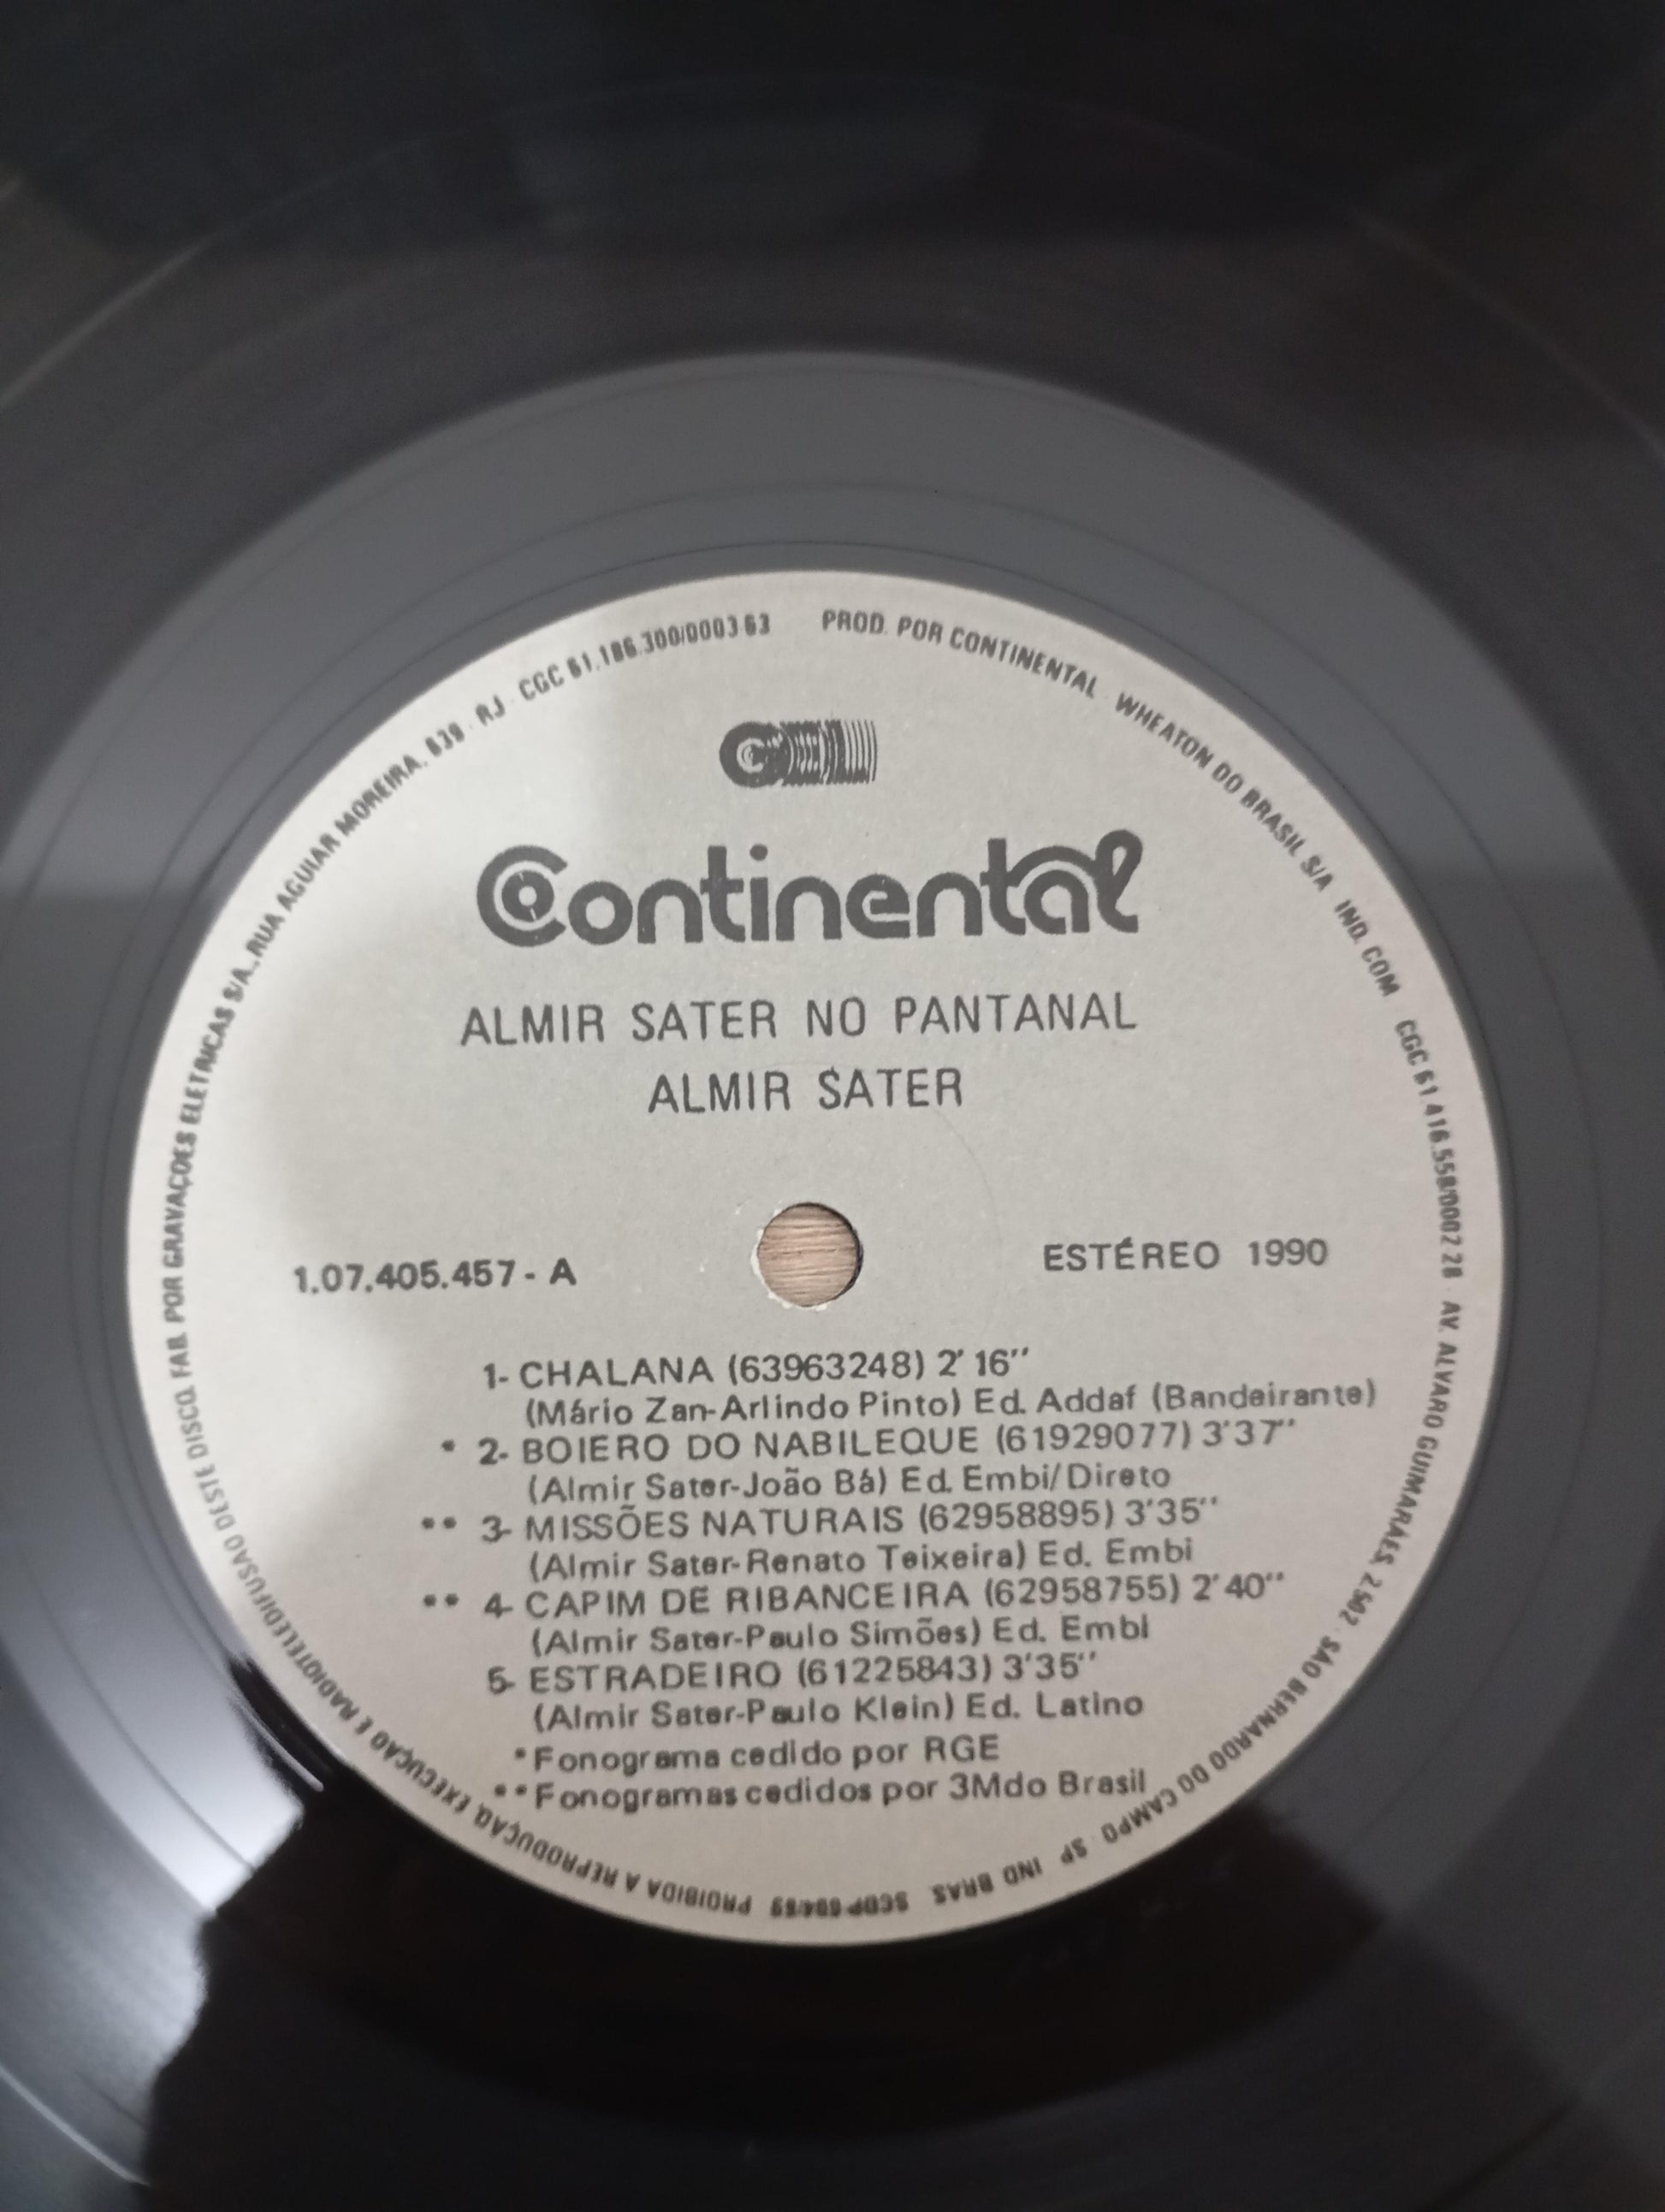 PROD. POR CONTINENTAL · WHEATON DO BRASIL S/A IND. COM CGC 61.416.558/0002 28 · AV. ALVARO GUIMARÃES, 2502 · SÃO BERNARDO DO CAMPO · SP IND BRAS.
PROIBIDA A REPRODUÇÃO, EXECUÇÃO E RADIOTELEDIFUSÃO DESTE DISCO. FAB. POR GRAVAÇÕES ELETRICAS S/A., RUA AGUIAR MOREIRA, 639 · RJ · CGC 61.186.300/000363
Continental
ALMIR SATER NO PANTANAL
ALMIR SATER
1.07.405.457 - A
ESTÉREO 1990
1- CHALANA (63963248) 2' 16''
(Mário Zan-Arlindo Pinto) Ed. Addaf (Bandeirante)
* 2- BOIERO DO NABILEQUE (61929077) 3'37''
(Almir Sater-João Bá) Ed. Embi/Direto
** 3- MISSÕES NATURAIS (62958895) 3'35''
(Almir Sater-Renato Teixeira) Ed. Embi
** 4- CAPIM DE RIBANCEIRA (62958755) 2'40''
(Almir Sater-Paulo Simões) Ed. Embi
5- ESTRADEIRO (61225843) 3'35''
(Almir Sater-Paulo Klein) Ed. Latino
*Fonograma cedido por RGE
**Fonogramas cedidos por 3Mdo Brasil